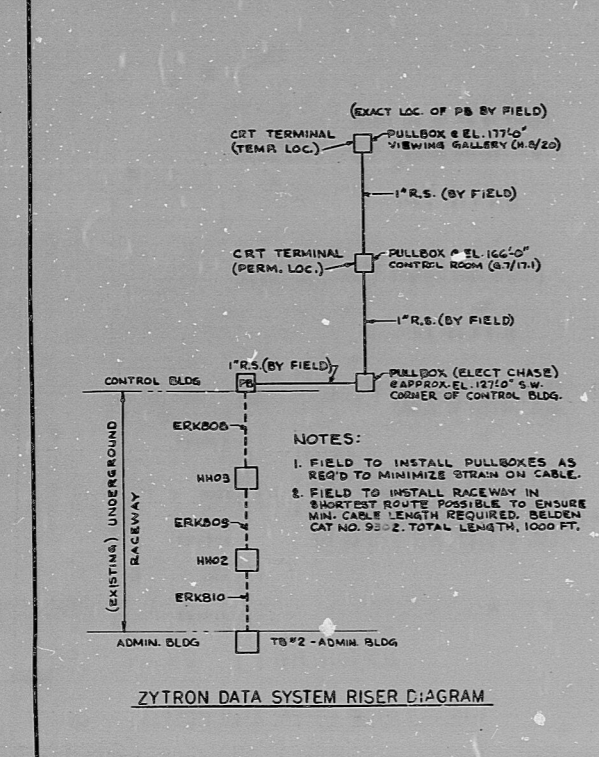 (EXACT LOC. OF PB BY FIELD)
CRT TERMINAL
(TEMP. LOC.)
PULLBOX @ EL. 177'-0"
VIEWING GALLERY (H.8/20)
1" R.S. (BY FIELD)
CRT TERMINAL
(PERM. LOC.)
PULLBOX @ EL. 166'-0"
CONTROL ROOM (G.7/17.1)
1" R.S. (BY FIELD)
1" R.S. (BY FIELD)
CONTROL BLDG
PB
PULLBOX (ELECT CHASE)
@ APPROX. EL. 127'-0" S.W.
CORNER OF CONTROL BLDG.
(EXISTING) UNDERGROUND
RACEWAY
ERK808
HH03
ERK809
HH02
ERK810
NOTES:
1. FIELD TO INSTALL PULLBOXES AS
REQ'D TO MINIMIZE STRAIN ON CABLE.
2. FIELD TO INSTALL RACEWAY IN
SHORTEST ROUTE POSSIBLE TO ENSURE
MIN. CABLE LENGTH REQUIRED. BELDEN
CAT NO. TOTAL LENGTH, 1000 FT.
ADMIN. BLDG
TB#2 - ADMIN. BLDG
ZYTRON DATA SYSTEM RISER DIAGRAM